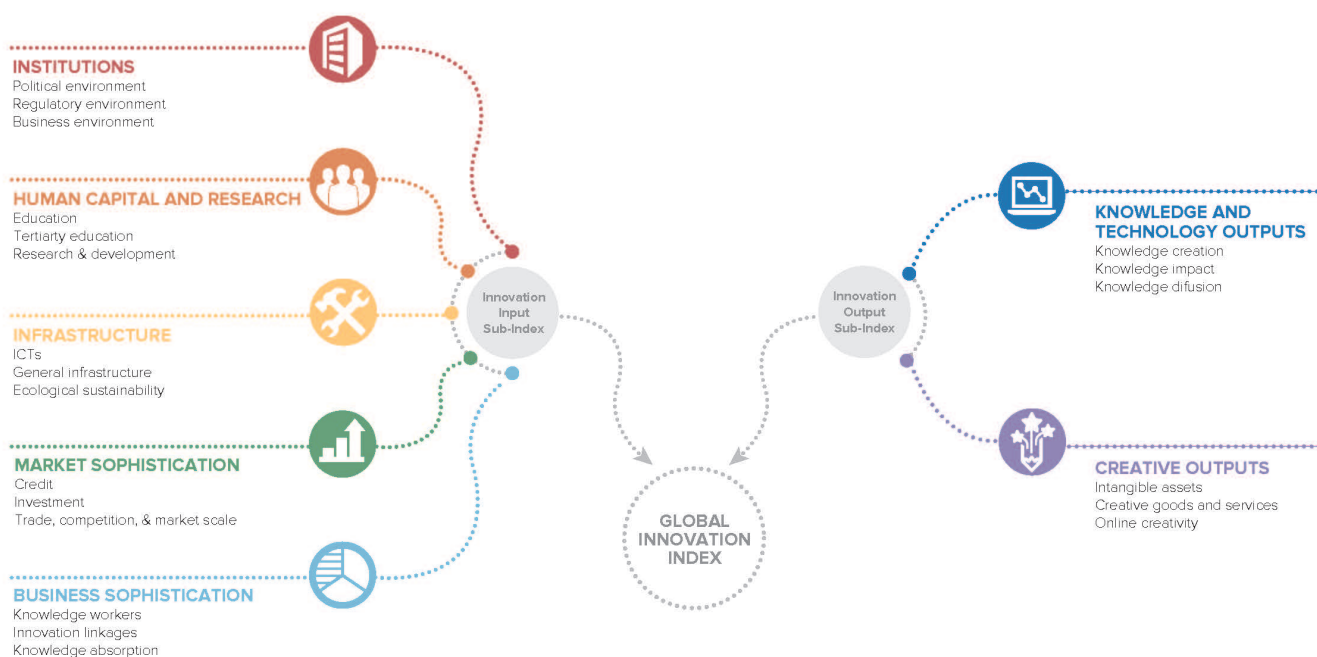 INSTITUTIONS
Political environment
Regulatory environment
Business environment
HUMAN CAPITAL AND RESEARCH
Education
Tertiarty education
Research & development
INFRASTRUCTURE
ICTs
General infrastructure
Ecological sustainability
MARKET SOPHISTICATION
Credit
Investment
Trade, competition, & market scale
BUSINESS SOPHISTICATION
Knowledge workers
Innovation linkages
Knowledge absorption
Innovation
Input
Sub-Index
GLOBAL
INNOVATION
INDEX
Innovation
Output
Sub-Index
KNOWLEDGE AND
TECHNOLOGY OUTPUTS
Knowledge creation
Knowledge impact
Knowledge difusion
CREATIVE OUTPUTS
Intangible assets
Creative goods and services
Online creativity